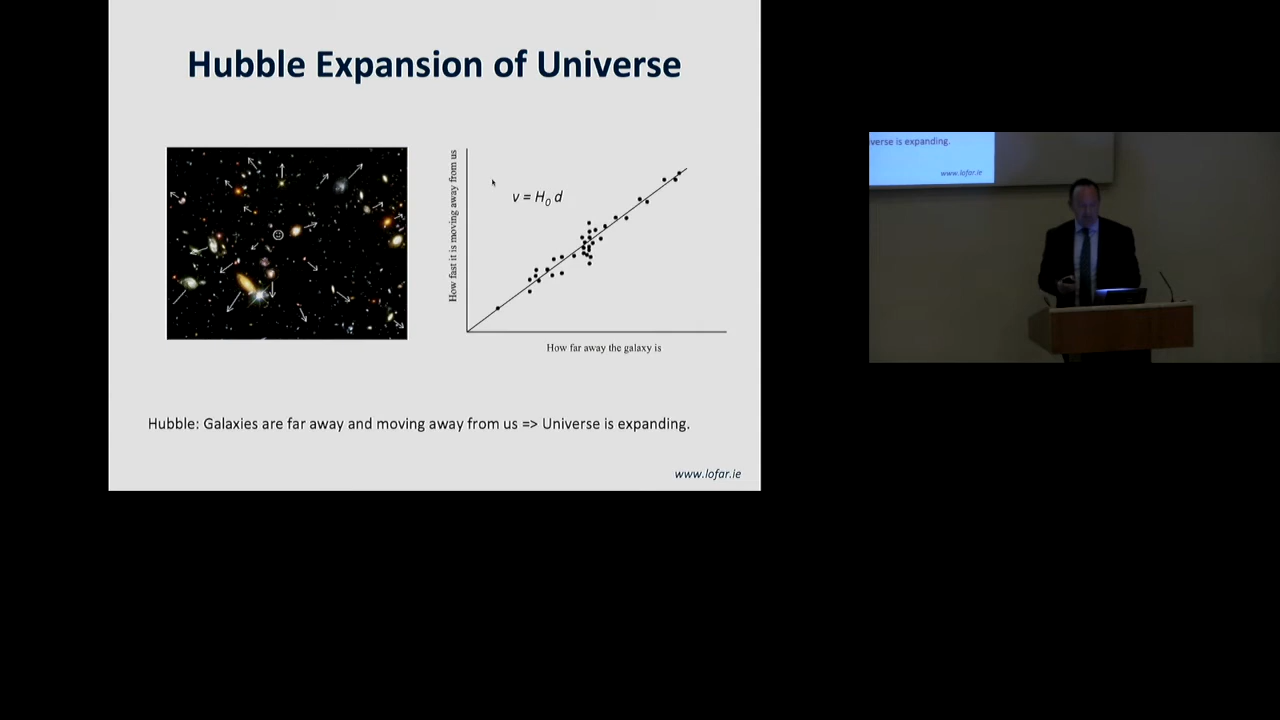 Hubble Expansion of Universe
How fast it is moving away from us
v = H₀ d
How far away the galaxy is
Hubble: Galaxies are far away and moving away from us => Universe is expanding.
www.lofar.ie
verse is expanding.
www.lofar.ie